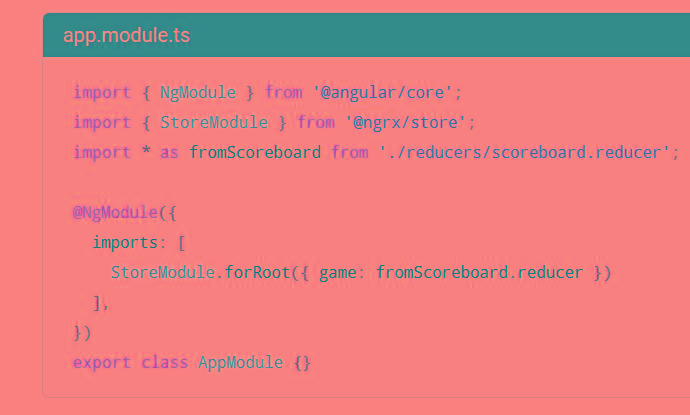 app.module.ts
import { NgModule } from '@angular/core';
import { StoreModule } from '@ngrx/store';
import * as fromScoreboard from './reducers/scoreboard.reducer';
@NgModule({
imports: [
StoreModule.forRoot({ game: fromScoreboard.reducer })
],
})
export class AppModule {}